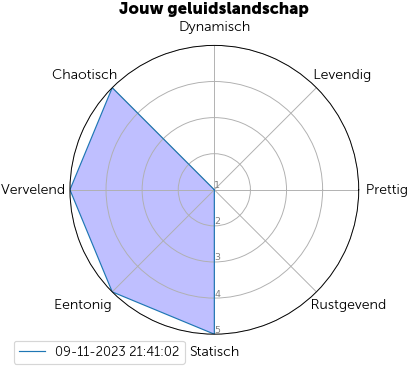 Jouw geluidslandschap
Dynamisch
Chaotisch
Levendig
Vervelend
1
Prettig
2
3
4
Eentonig
Rustgevend
5
09-11-2023 21:41:02
Statisch